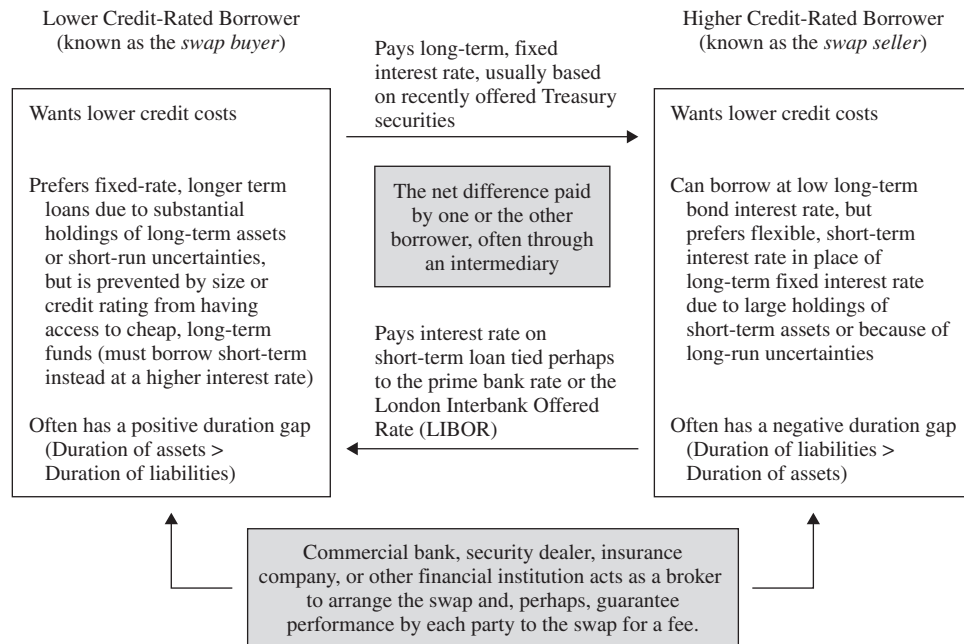 Lower Credit-Rated Borrower
(known as the swap buyer)
Wants lower credit costs
Prefers fixed-rate, longer term
loans due to substantial
holdings of long-term assets
or short-run uncertainties,
but is prevented by size or
credit rating from having
access to cheap, long-term
funds (must borrow short-term
instead at a higher interest rate)
Often has a positive duration gap
(Duration of assets >
Duration of liabilities)
Pays long-term, fixed
interest rate, usually based
on recently offered Treasury
securities
The net difference paid
by one or the other
borrower, often through
an intermediary
Pays interest rate on
short-term loan tied perhaps
to the prime bank rate or the
London Interbank Offered
Rate (LIBOR)
Higher Credit-Rated Borrower
(known as the swap seller)
Wants lower credit costs
Can borrow at low long-term
bond interest rate, but
prefers flexible, short-term
interest rate in place of
long-term fixed interest rate
due to large holdings of
short-term assets or because of
long-run uncertainties
Often has a negative duration gap
(Duration of liabilities >
Duration of assets)
Commercial bank, security dealer, insurance
company, or other financial institution acts as a broker
to arrange the swap and, perhaps, guarantee
performance by each party to the swap for a fee.